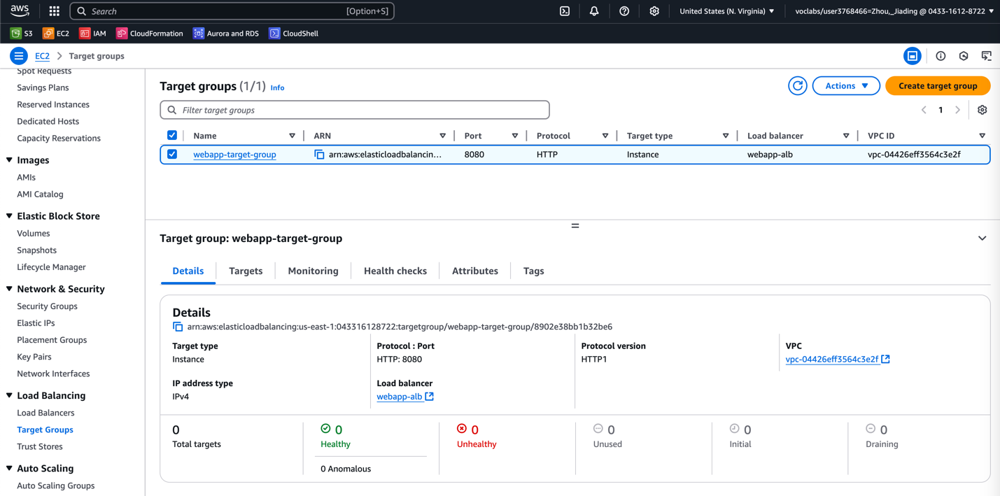 aws
Search [Option+S]
United States (N. Virginia)
voclabs/user3768466=Zhou,_Jiading @ 0433-1612-8722
S3 EC2 IAM CloudFormation Aurora and RDS CloudShell
EC2 Target groups
Spot Requests
Savings Plans
Reserved Instances
Dedicated Hosts
Capacity Reservations
Images
AMIs
AMI Catalog
Elastic Block Store
Volumes
Snapshots
Lifecycle Manager
Network & Security
Security Groups
Elastic IPs
Placement Groups
Key Pairs
Network Interfaces
Load Balancing
Load Balancers
Target Groups
Trust Stores
Auto Scaling
Auto Scaling Groups
Target groups (1/1) Info
Actions
Create target group
Filter target groups
1
Name ARN Port Protocol Target type Load balancer VPC ID
webapp-target-group arn:aws:elasticloadbalancin... 8080 HTTP Instance webapp-alb vpc-04426eff3564c3e2f
Target group: webapp-target-group
Details Targets Monitoring Health checks Attributes Tags
Details
arn:aws:elasticloadbalancing:us-east-1:043316128722:targetgroup/webapp-target-group/8902e38bb1b32be6
Target type
Instance
Protocol : Port
HTTP: 8080
Protocol version
HTTP1
VPC
vpc-04426eff3564c3e2f
IP address type
IPv4
Load balancer
webapp-alb
0
Total targets
0
Healthy
0 Anomalous
0
Unhealthy
0
Unused
0
Initial
0
Draining